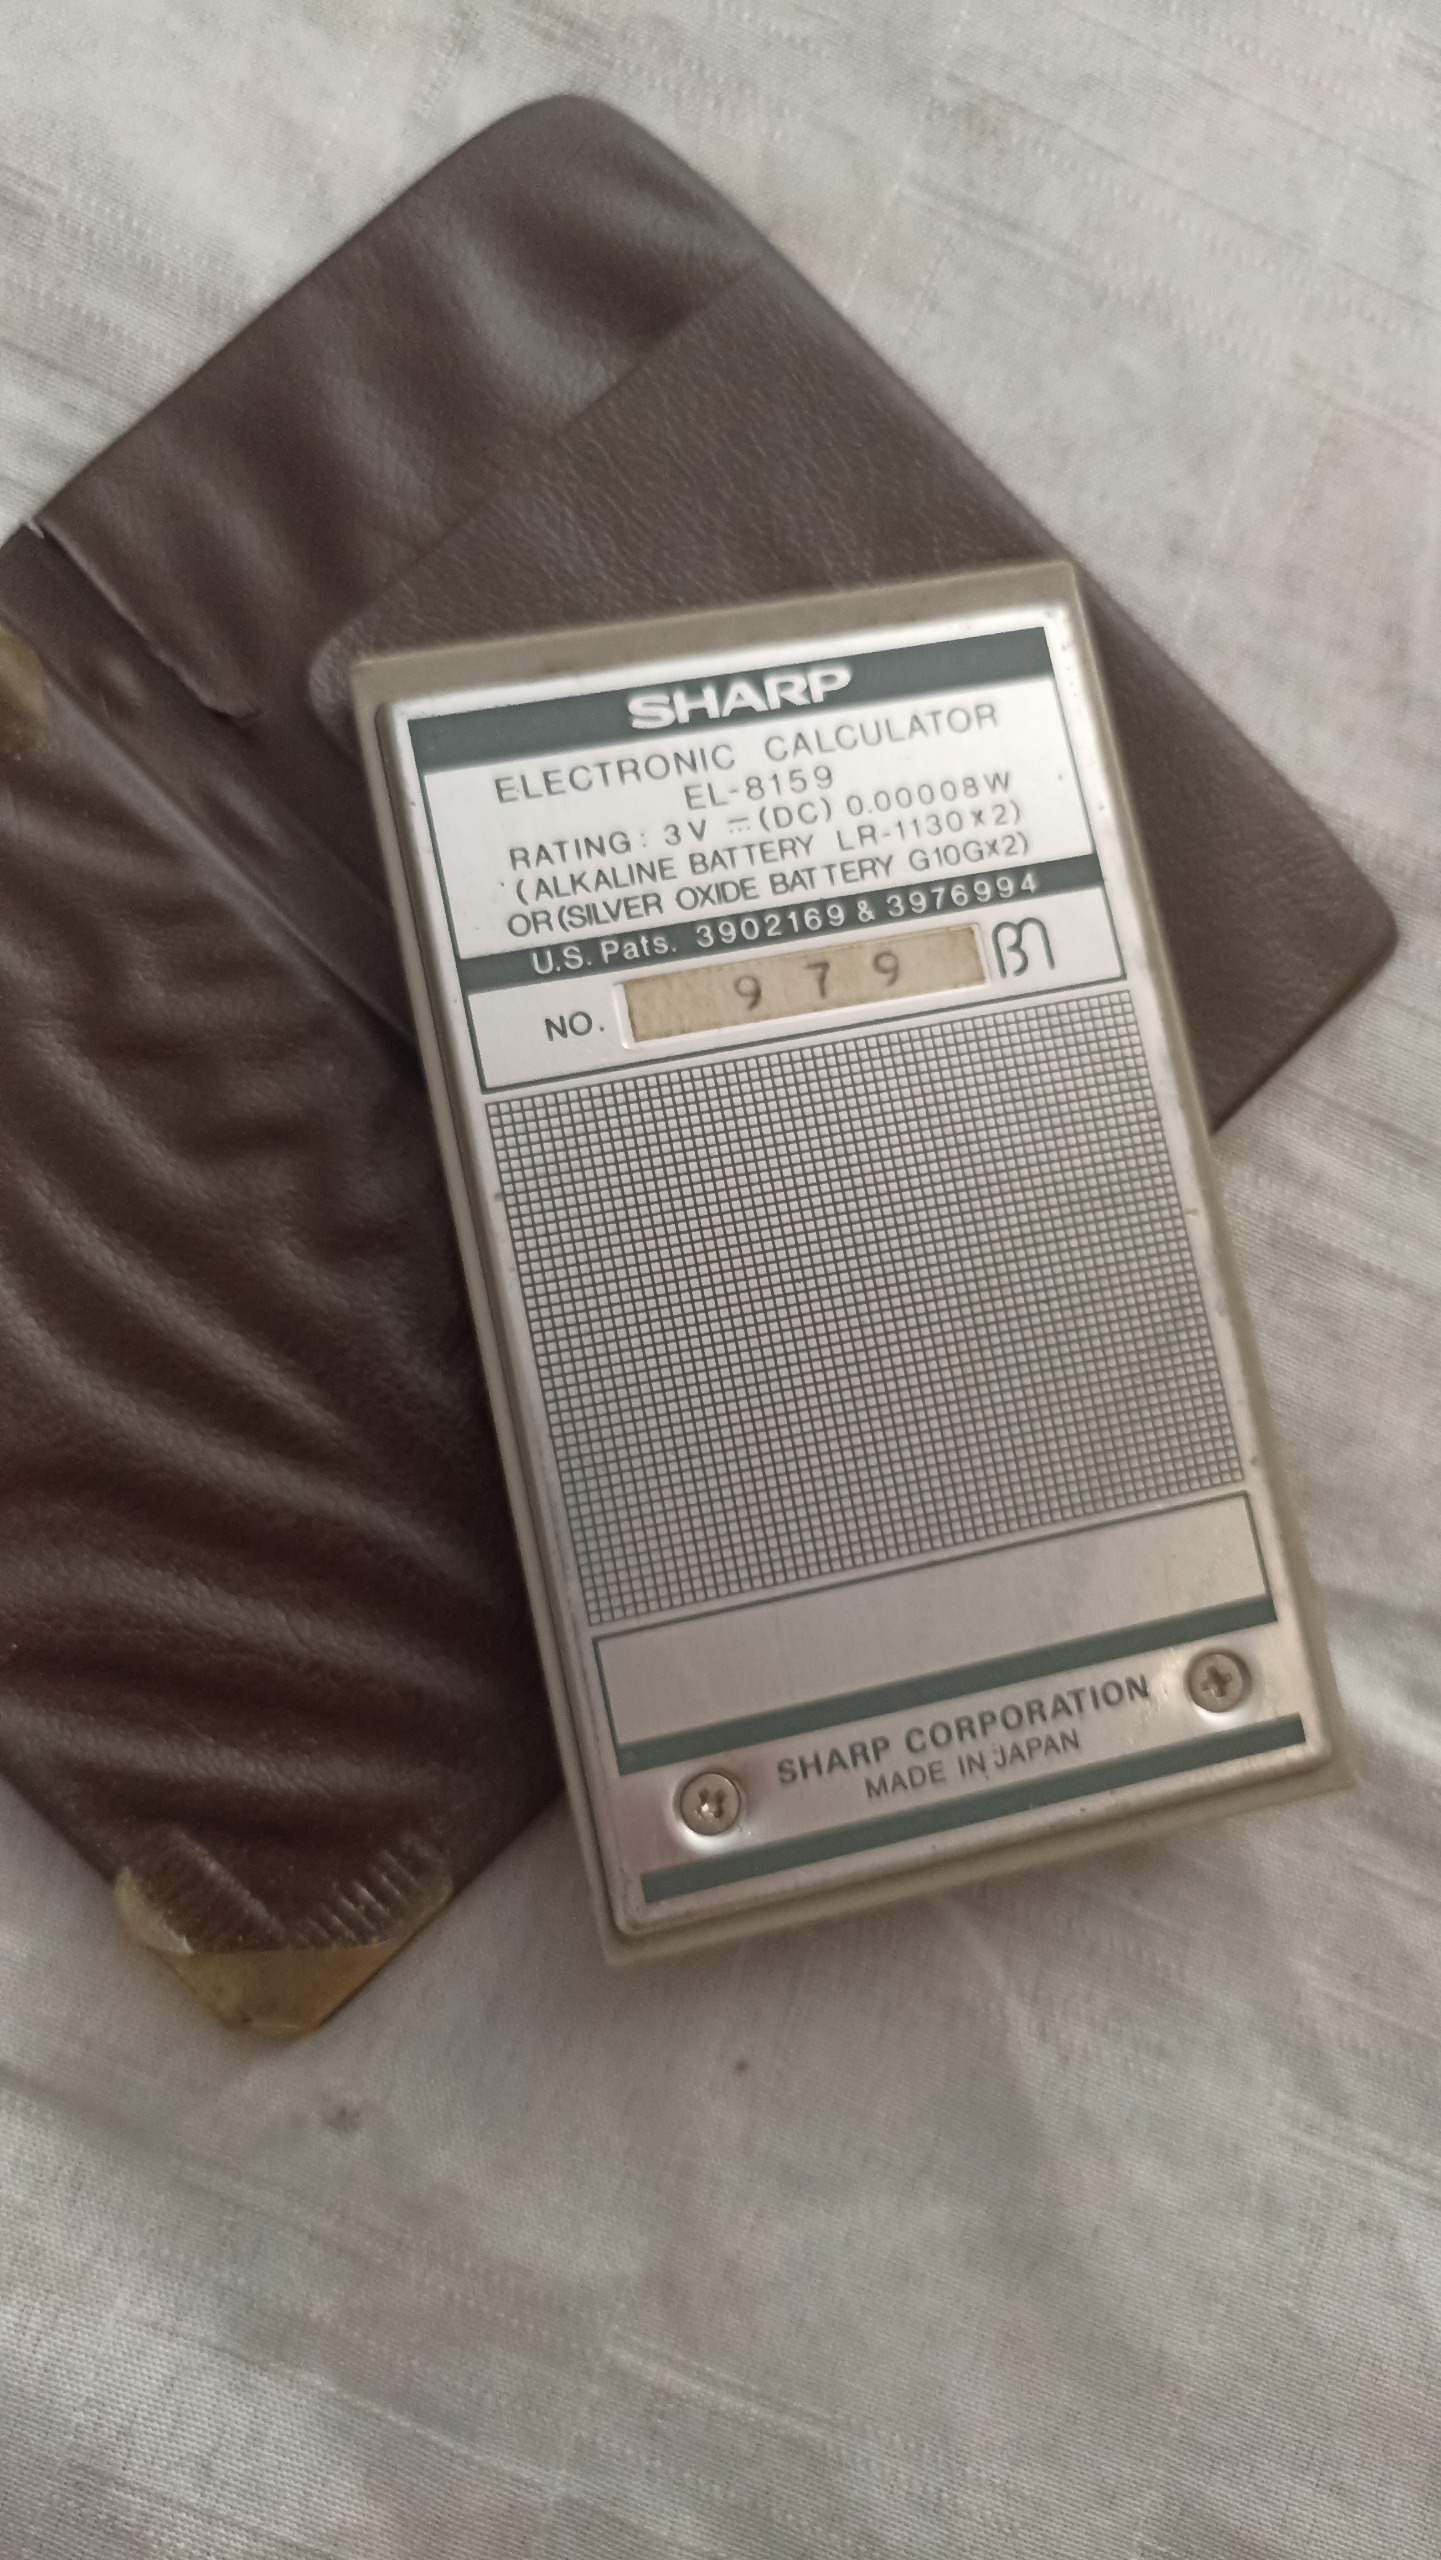 SHARP
ELECTRONIC CALCULATOR
EL-8159
RATING: 3V ⎓ (DC) 0.00008W
(ALKALINE BATTERY LR-1130×2)
OR(SILVER OXIDE BATTERY G10G×2)
U.S. Pats. 3902169 & 3976994
NO. 979
SHARP CORPORATION
MADE IN JAPAN